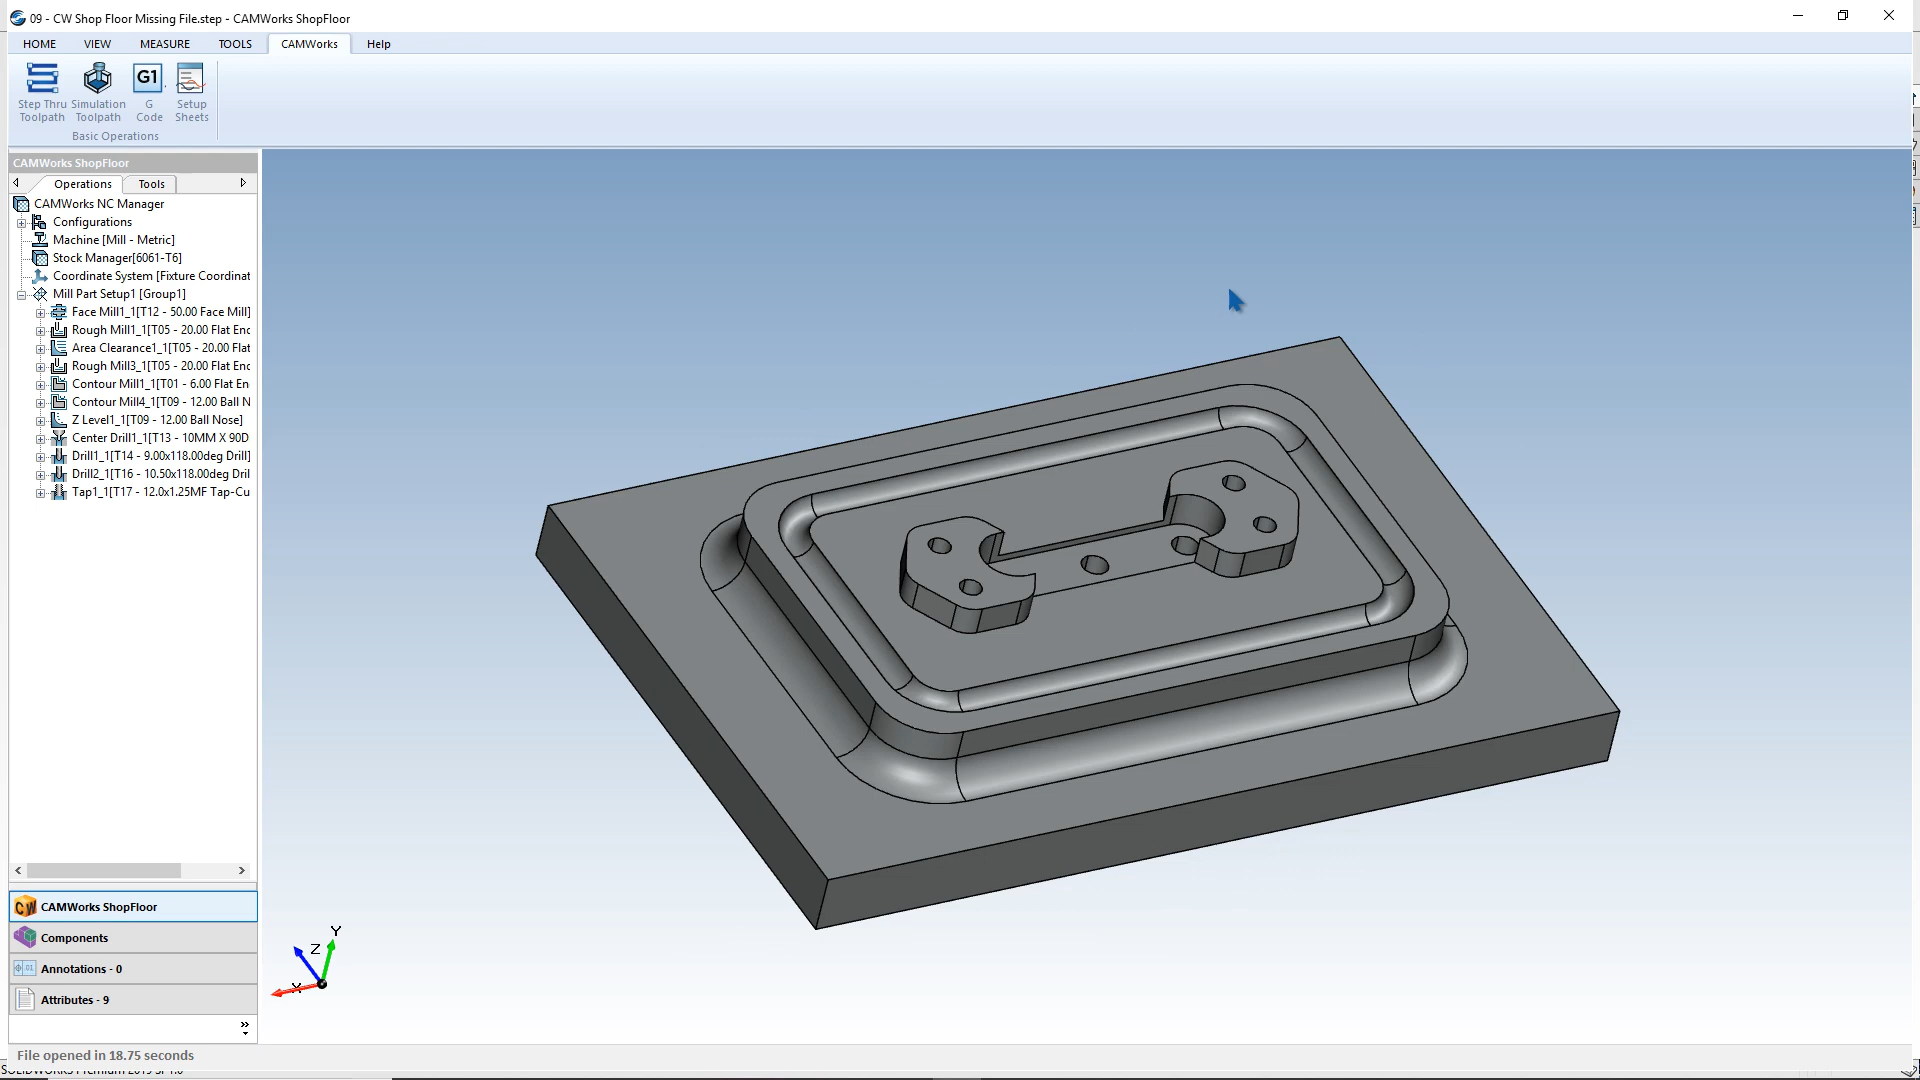 09 - CW Shop Floor Missing File.step - CAMWorks ShopFloor
HOME VIEW MEASURE TOOLS CAMWorks Help
G1
Step Thru Toolpath
Simulation Toolpath
G Code
Setup Sheets
Basic Operations
CAMWorks ShopFloor
Operations Tools
CAMWorks NC Manager
Configurations
Machine [Mill - Metric]
Stock Manager[6061-T6]
Coordinate System [Fixture Coordinat
Mill Part Setup1 [Group1]
Face Mill1_1[T12 - 50.00 Face Mill]
Rough Mill1_1[T05 - 20.00 Flat Enc
Area Clearance1_1[T05 - 20.00 Flat
Rough Mill3_1[T05 - 20.00 Flat Enc
Contour Mill1_1[T01 - 6.00 Flat En
Contour Mill4_1[T09 - 12.00 Ball N
Z Level1_1[T09 - 12.00 Ball Nose]
Center Drill1_1[T13 - 10MM X 90D
Drill1_1[T14 - 9.00x118.00deg Drill]
Drill2_1[T16 - 10.50x118.00deg Dril
Tap1_1[T17 - 12.0x1.25MF Tap-Cu
CW CAMWorks ShopFloor
Components
Annotations - 0
Attributes - 9
Y
Z
X
File opened in 18.75 seconds